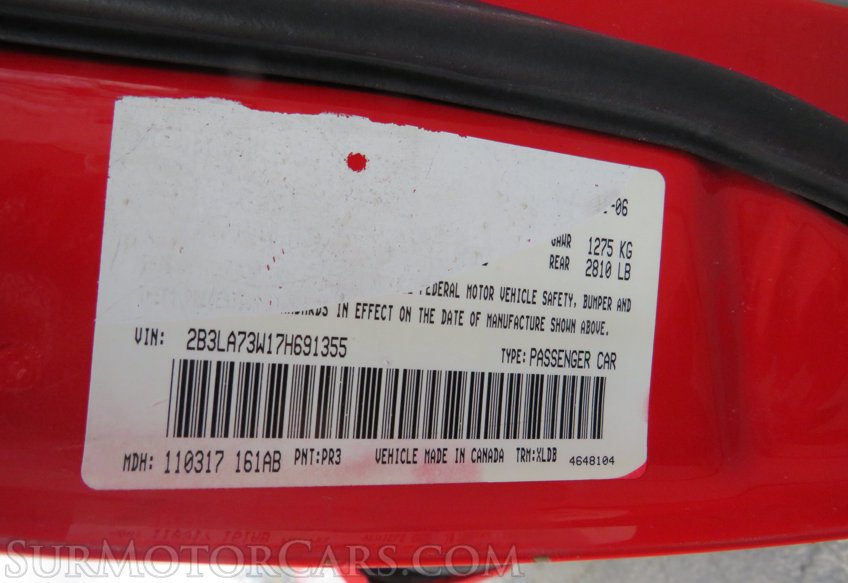 -06
GAWR 1275 KG
REAR 2810 LB
FEDERAL MOTOR VEHICLE SAFETY, BUMPER AND
IN EFFECT ON THE DATE OF MANUFACTURE SHOWN ABOVE.
VIN: 2B3LA73W17H691355 TYPE: PASSENGER CAR
MDH: 110317 161AB PNT:PR3 VEHICLE MADE IN CANADA TRM:XLDB 4648104
SURMOTORCARS.COM